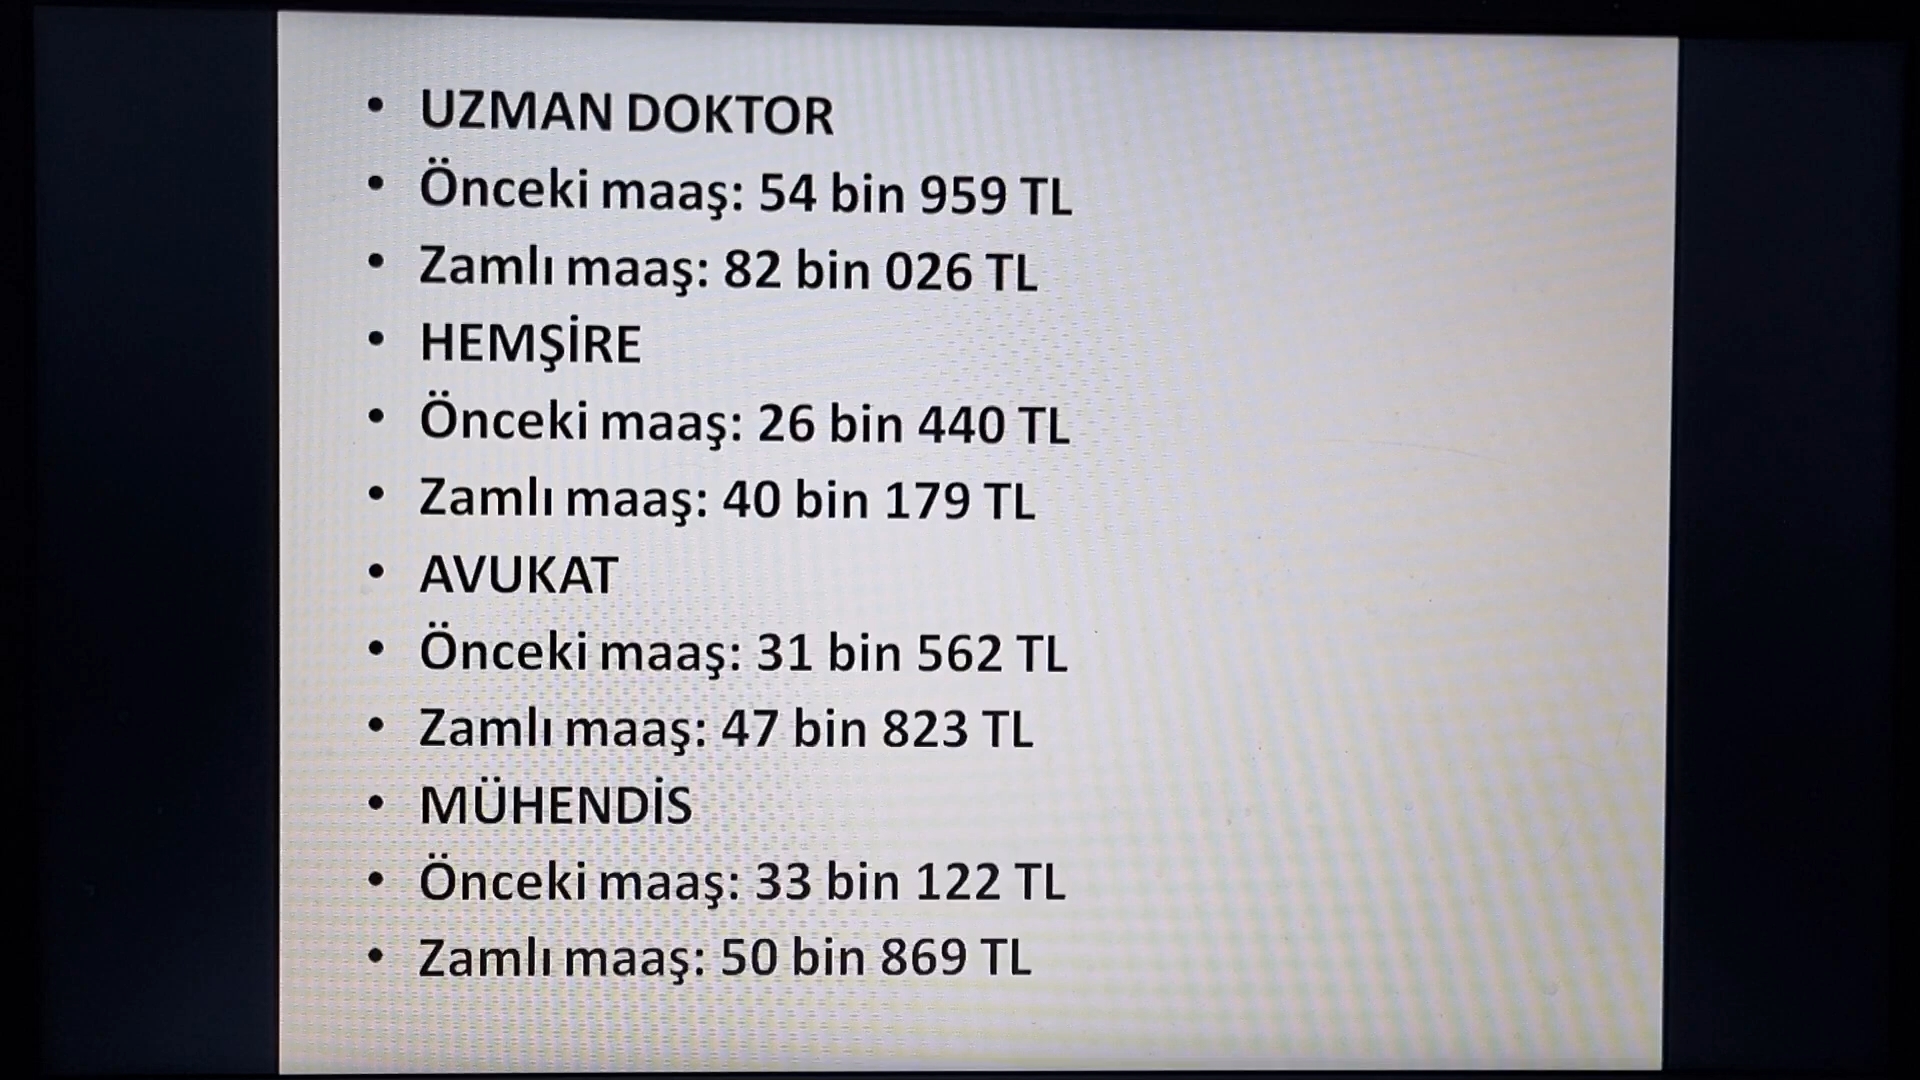 • UZMAN DOKTOR
• Önceki maaş: 54 bin 959 TL
• Zamlı maaş: 82 bin 026 TL
• HEMŞİRE
• Önceki maaş: 26 bin 440 TL
• Zamlı maaş: 40 bin 179 TL
• AVUKAT
• Önceki maaş: 31 bin 562 TL
• Zamlı maaş: 47 bin 823 TL
• MÜHENDİS
• Önceki maaş: 33 bin 122 TL
• Zamlı maaş: 50 bin 869 TL